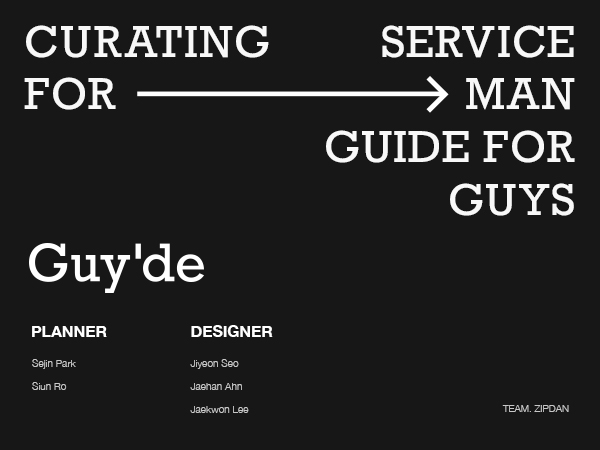 CURATING SERVICE
FOR MAN
GUIDE FOR
GUYS
Guy'de
PLANNER
Sejin Park
Siun Ro
DESIGNER
Jiyeon Seo
Jaehan Ahn
Jaekwon Lee
TEAM. ZIPDAN